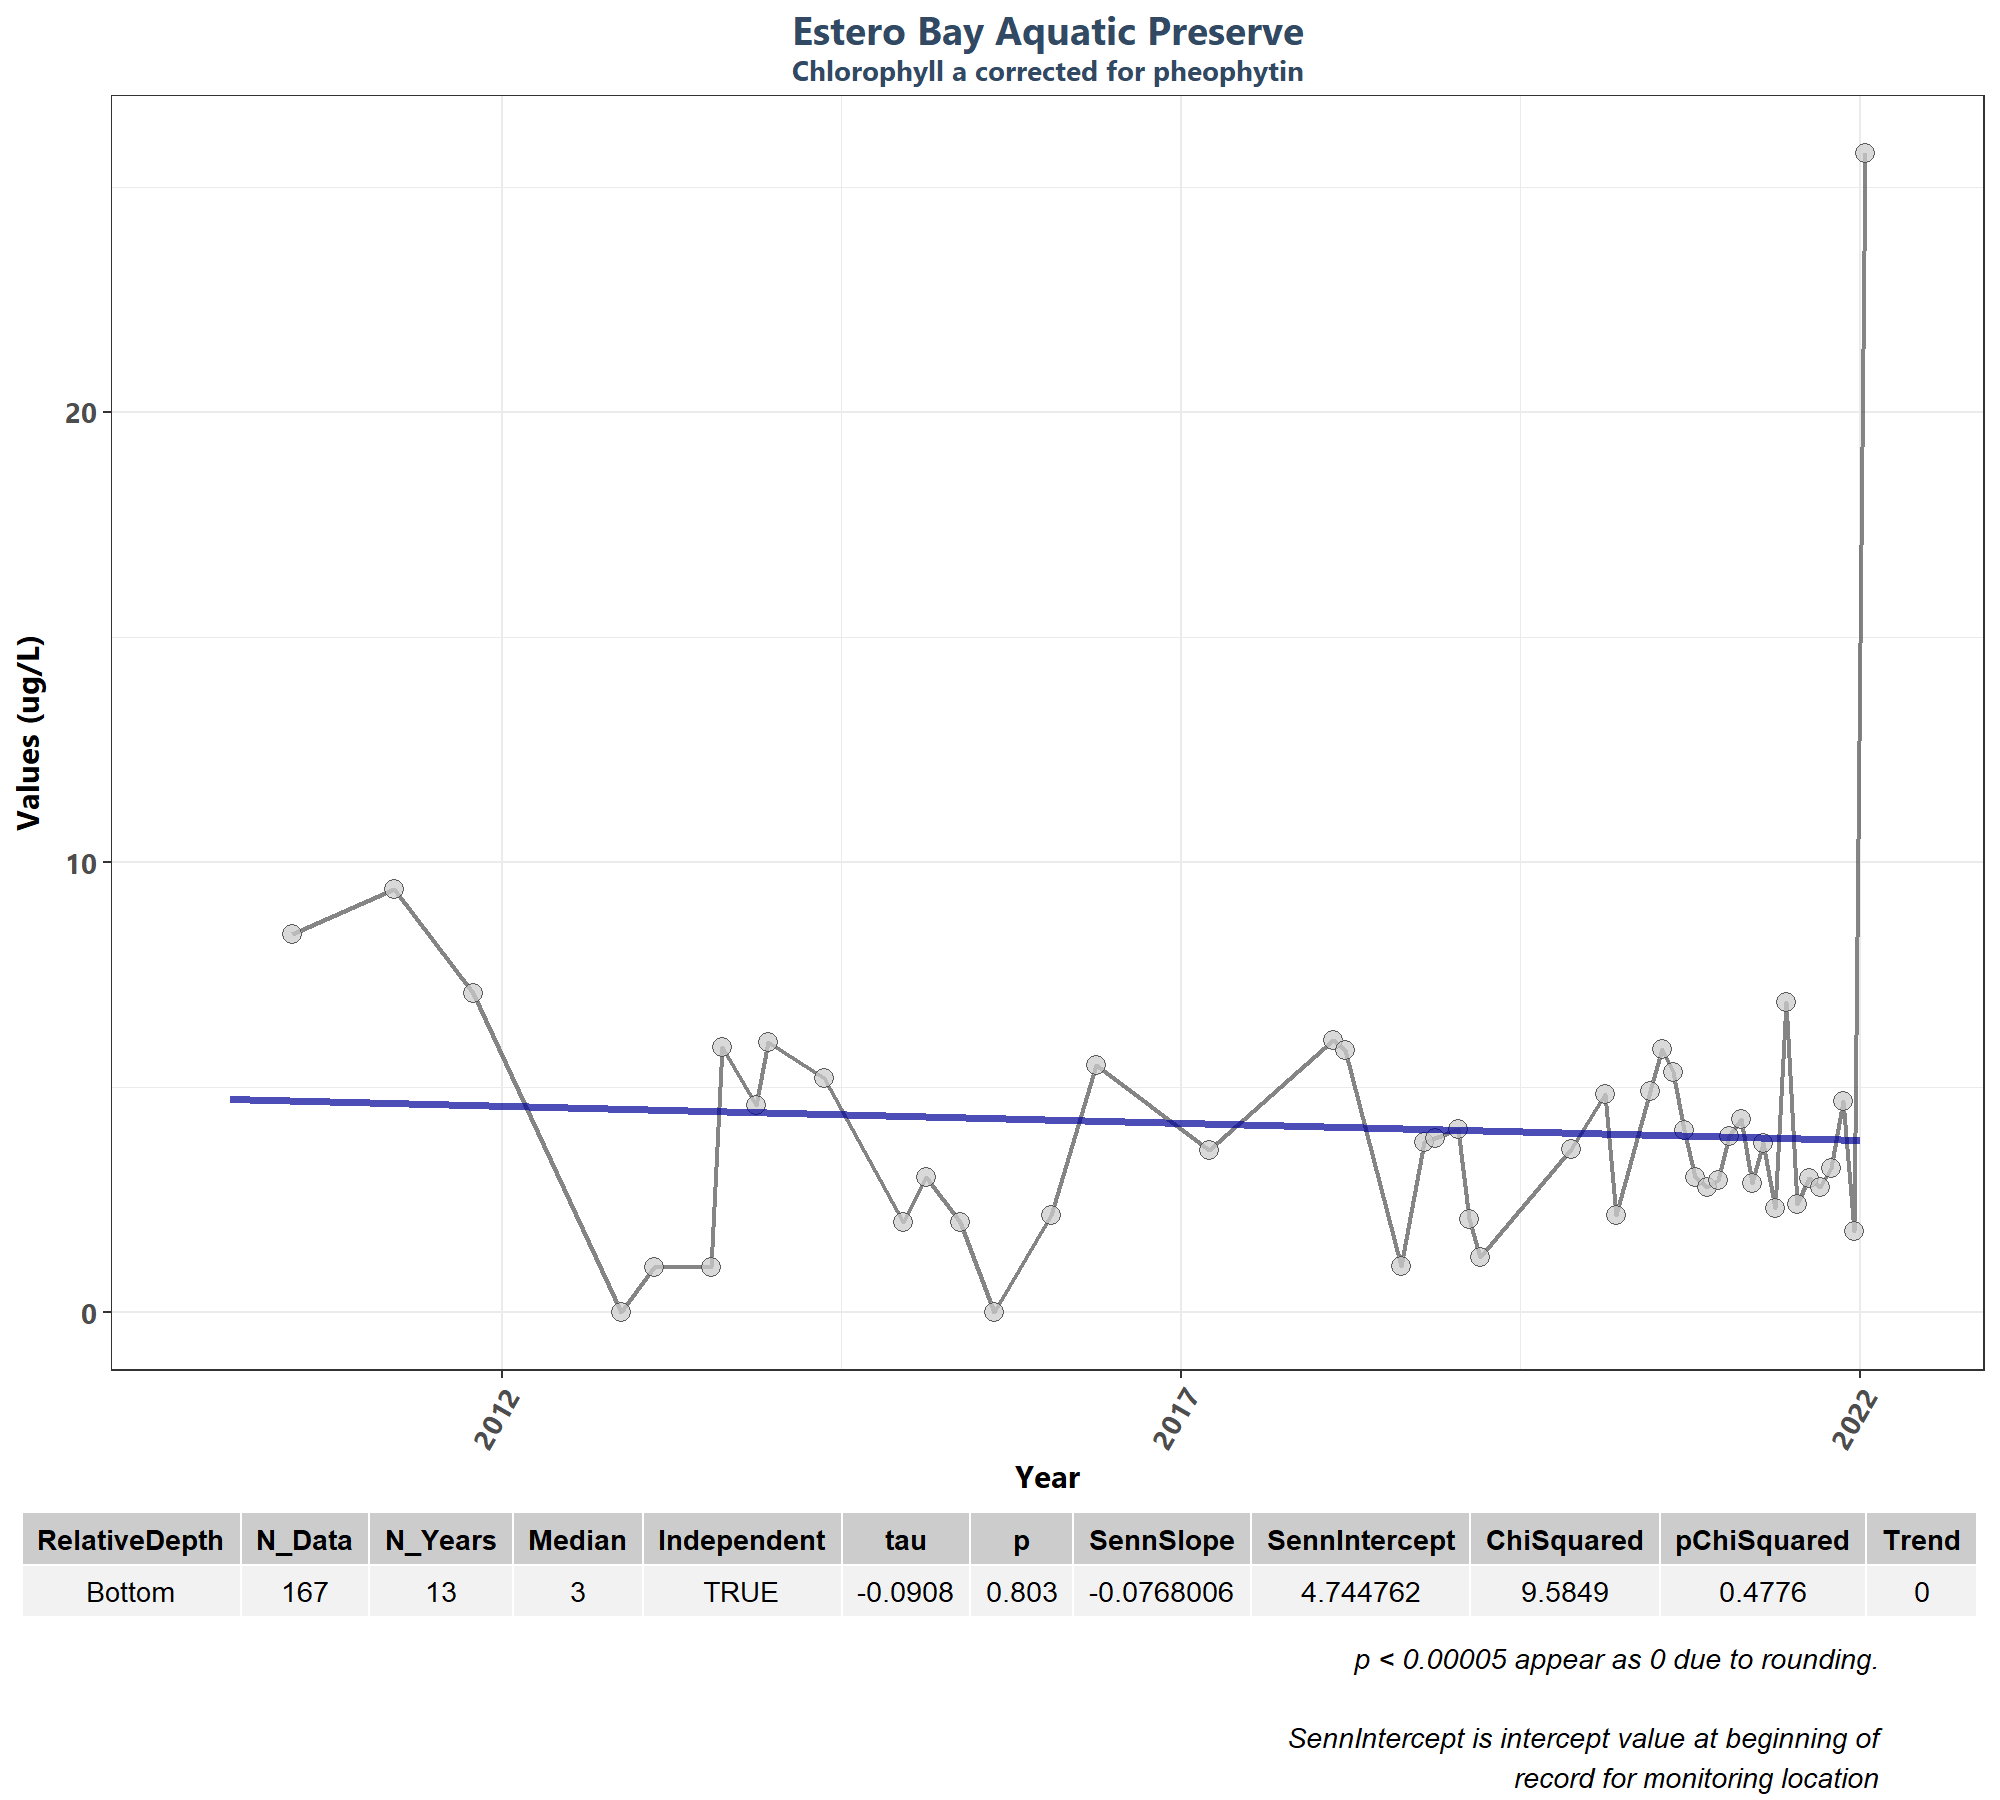 Estero Bay Aquatic Preserve
Chlorophyll a corrected for pheophytin
Values (ug/L)
20
10
0
2012
2017
2022
Year
RelativeDepth N_Data N_Years Median Independent tau p SennSlope SennIntercept ChiSquared pChiSquared Trend
Bottom 167 13 3 TRUE -0.0908 0.803 -0.0768006 4.744762 9.5849 0.4776 0
p < 0.00005 appear as 0 due to rounding.
SennIntercept is intercept value at beginning of
record for monitoring location